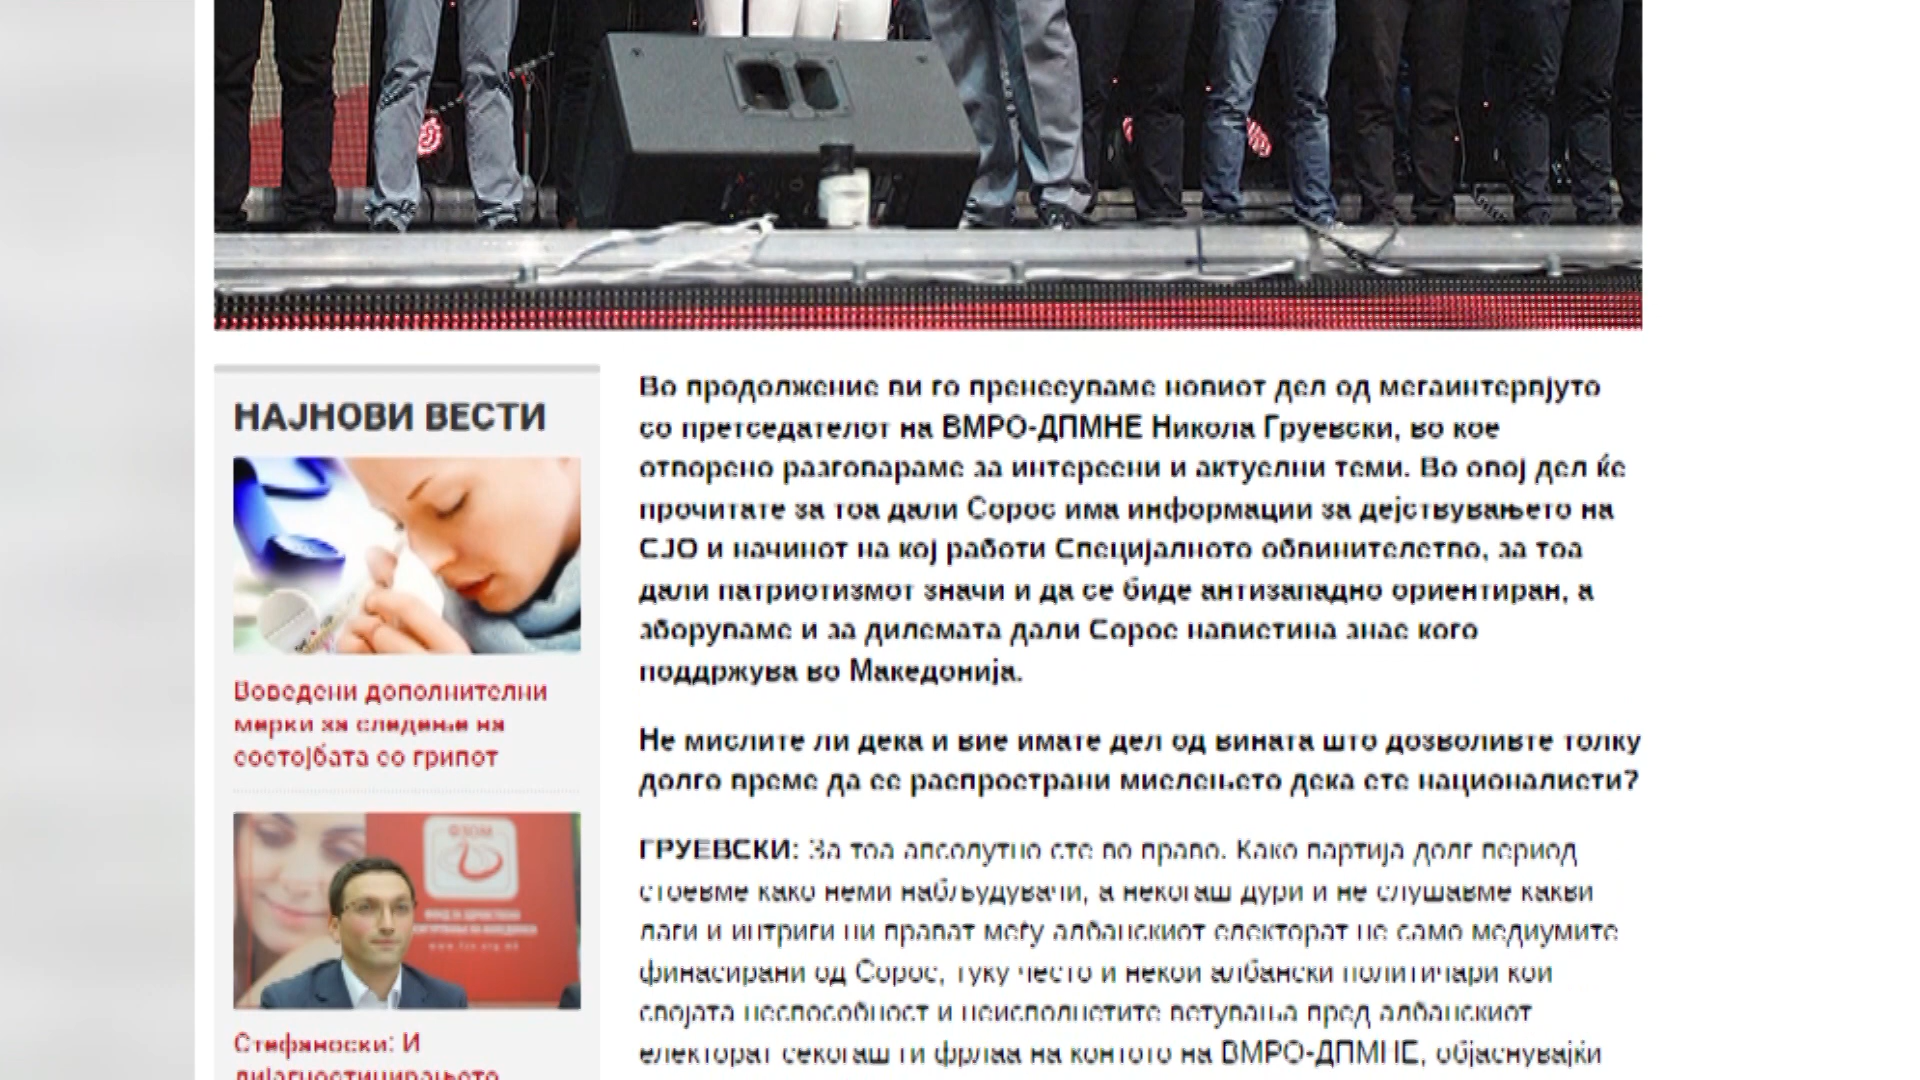 НАЈНОВИ ВЕСТИ
Воведени дополнителни
мерки за следење на
состојбата со грипот
ФЗОМ
Стефаноски: И
дијагностицирањето
Во продолжение ви го пренесуваме новиот дел од мегаинтервјуто
со претседателот на ВМРО-ДПМНЕ Никола Груевски, во кое
отворено разговараме за интересни и актуелни теми. Во овој дел ќе
прочитате за тоа дали Сорос има информации за дејствувањето на
СЈО и начинот на кој работи Специјалното обвинителство, за тоа
дали патриотизмот значи и да се биде антизападно ориентиран, а
зборуваме и за дилемата дали Сорос навистина знае кого
поддржува во Македонија.
Не мислите ли дека и вие имате дел од вината што дозволивте толку
долго време да се распространи мислењето дека сте националисти?
ГРУЕВСКИ: За тоа апсолутно сте во право. Како партија долг период
стоевме како неми набљудувачи, а некогаш дури и не слушавме какви
лаги и интриги ни прават меѓу албанскиот електорат не само медиумите
финасирани од Сорос, туку често и некои албански политичари кои
својата неспособност и неисполнетите ветувања пред албанскиот
електорат секогаш ги фрлаа на контото на ВМРО-ДПМНЕ, објаснувајќи